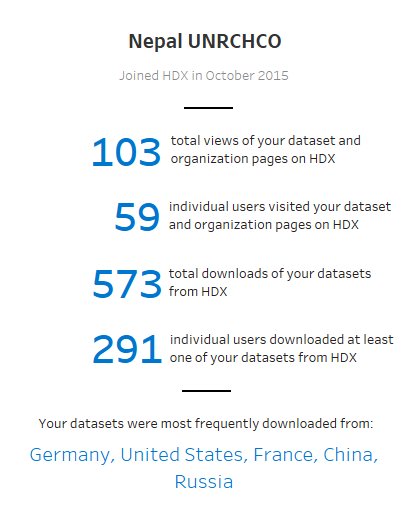 Nepal UNRCHCO
Joined HDX in October 2015
103
total views of your dataset and
organization pages on HDX
59
individual users visited your dataset
and organization pages on HDX
573
total downloads of your datasets
from HDX
291
individual users downloaded at least
one of your datasets from HDX
Your datasets were most frequently downloaded from:
Germany, United States, France, China,
Russia